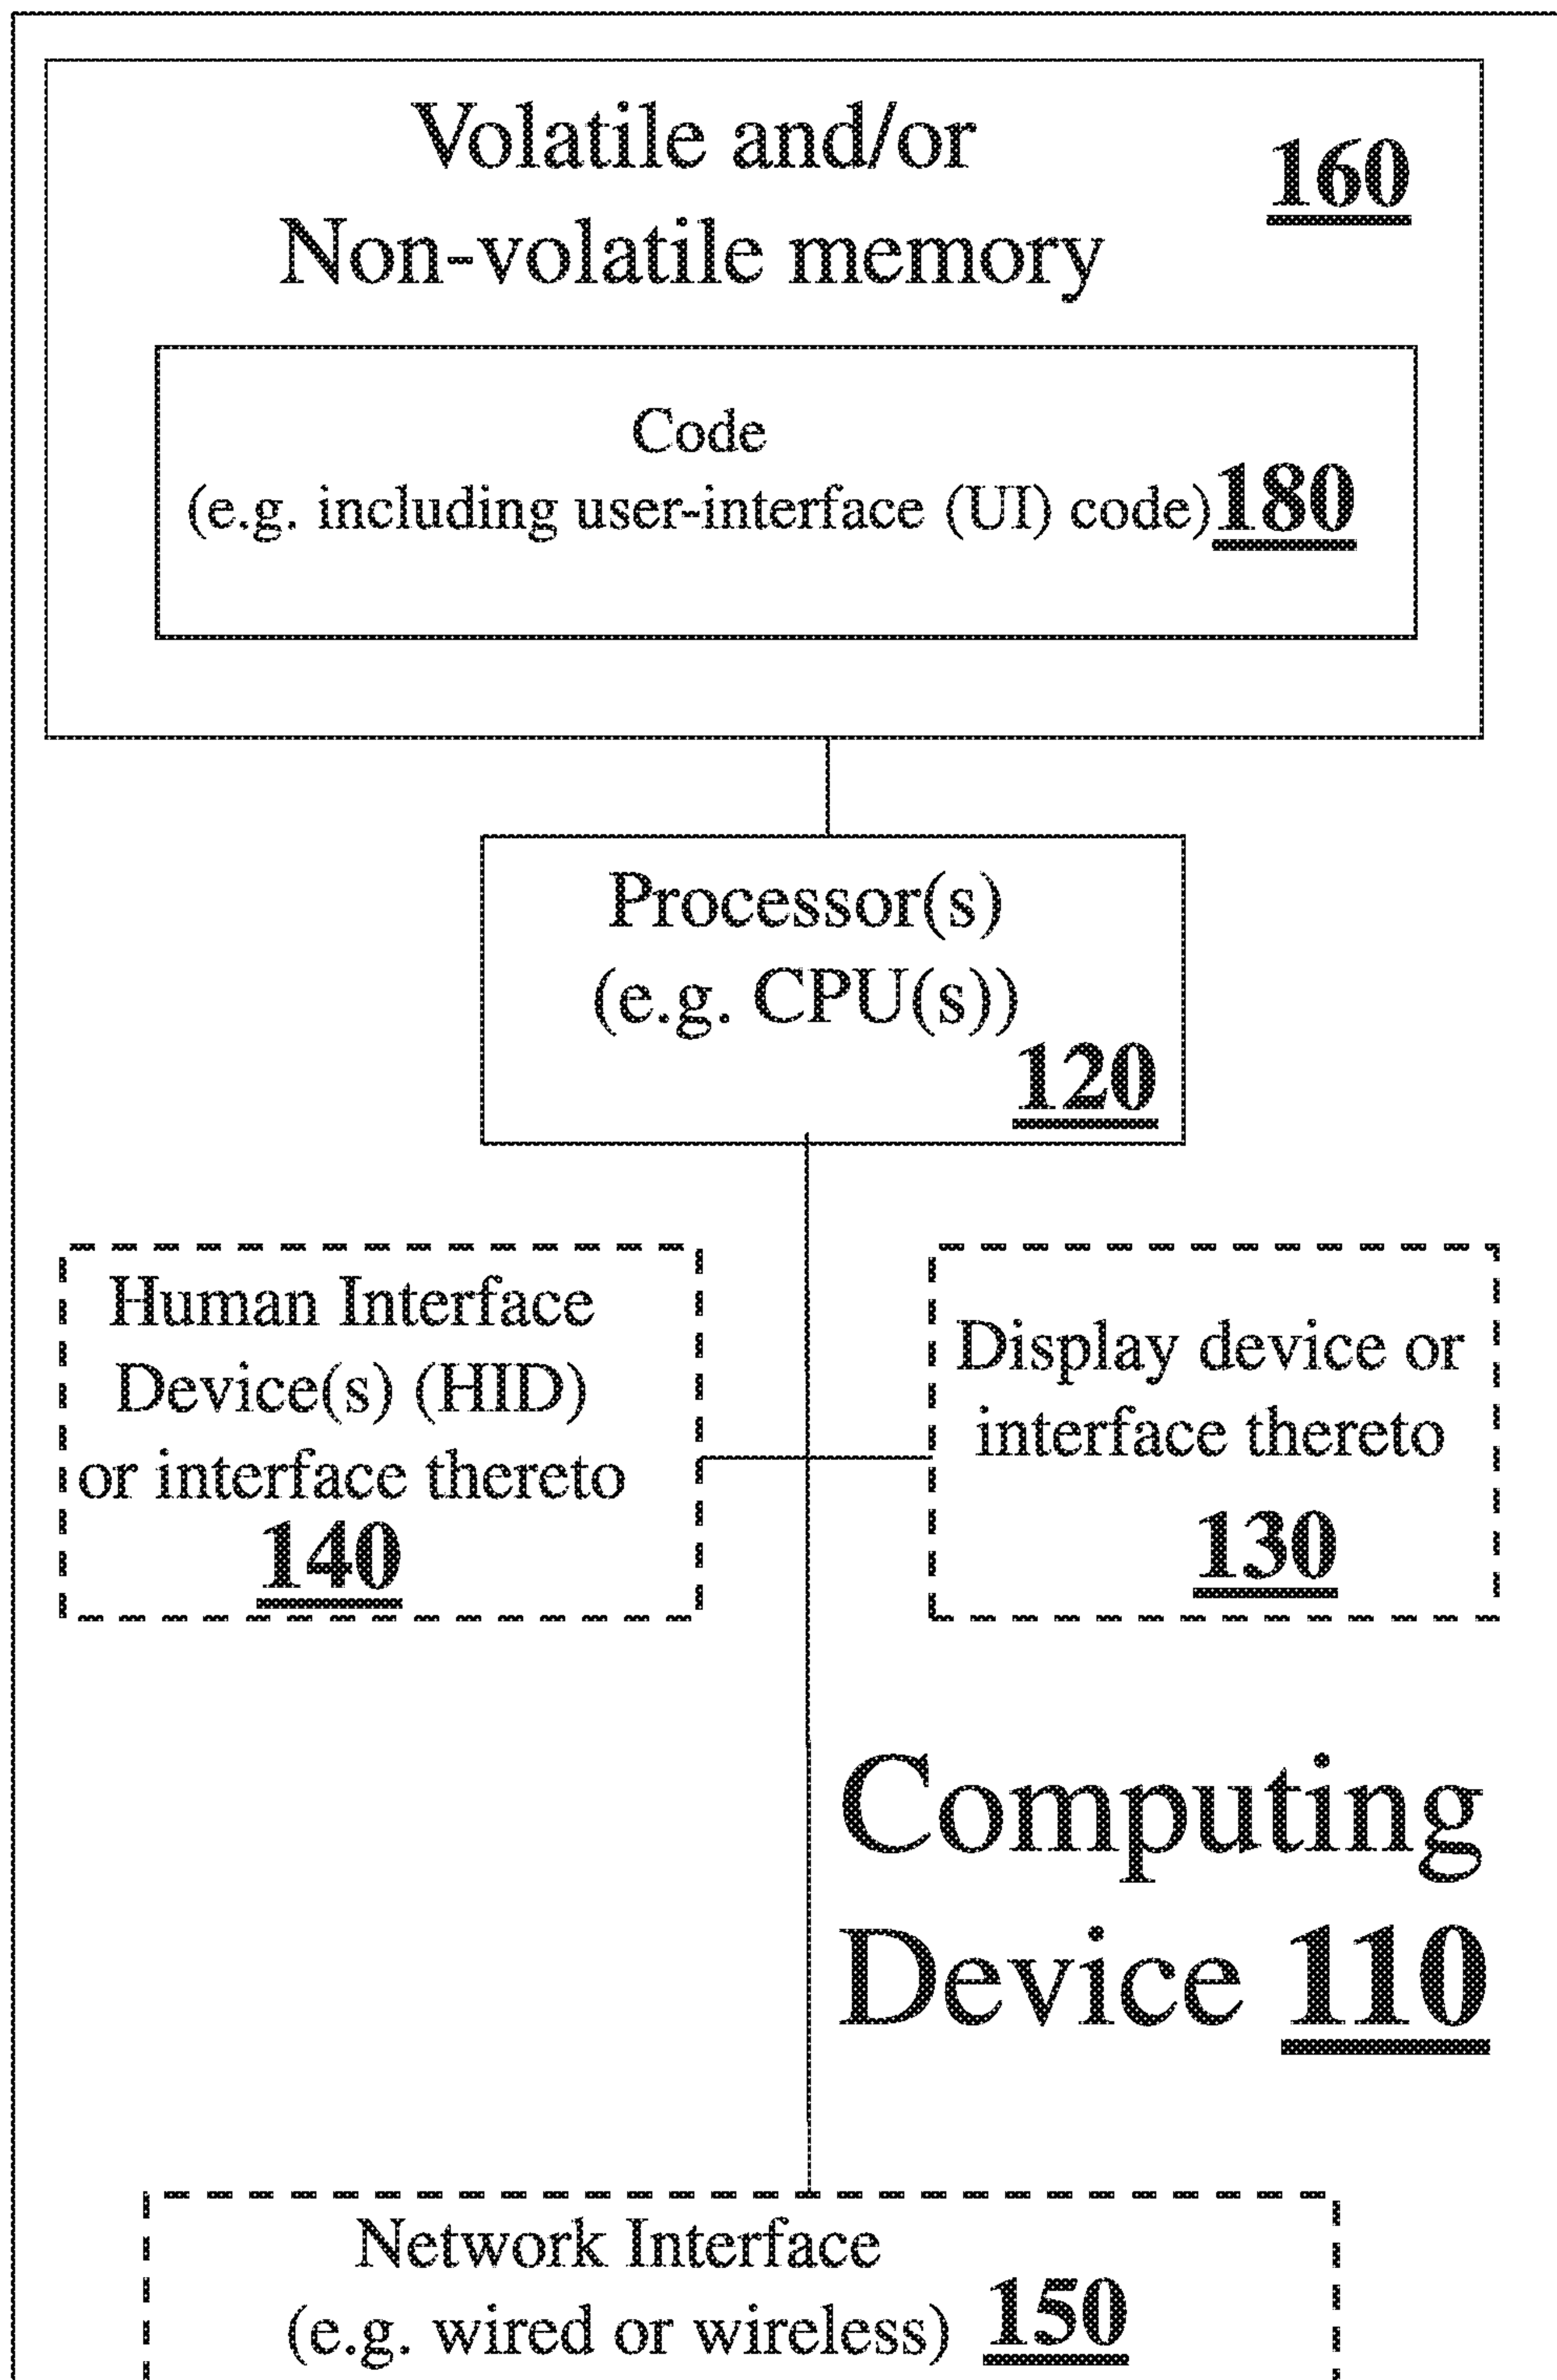 Volatile and/or
Non-volatile memory
160
Code
(e.g. including user-interface (UI) code)180
Processor(s)
(e.g. CPU(s))
120
Human Interface
Device(s) (HID)
or interface thereto
140
Display device or
interface thereto
130
Computing
Device 110
Network Interface
(e.g. wired or wireless) 150